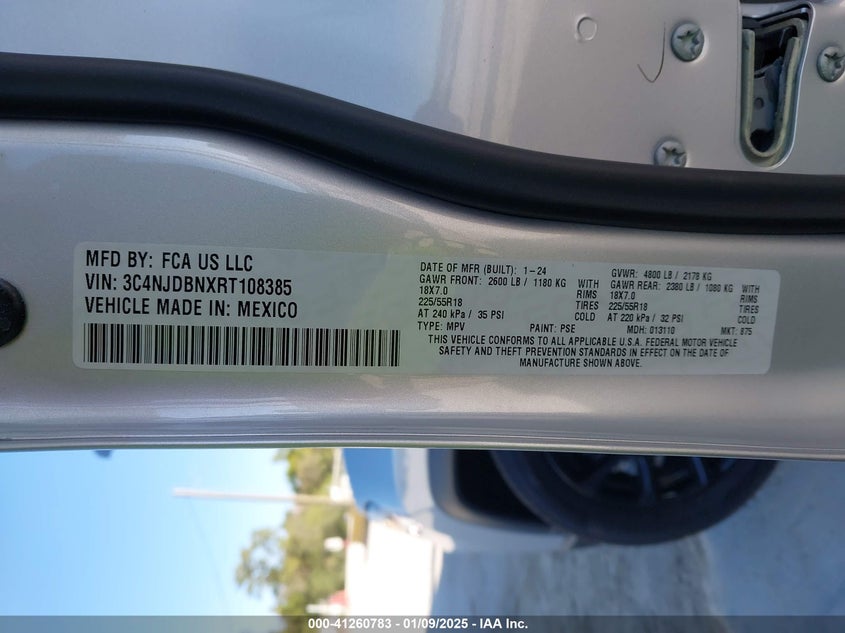 MFD BY: FCA US LLC
VIN: 3C4NJDBNXRT108385
VEHICLE MADE IN: MEXICO
DATE OF MFR (BUILT): 1-24 GVWR: 4800 LB / 2178 KG
GAWR FRONT: 2600 LB / 1180 KG WITH GAWR REAR: 2380 LB / 1080 KG WITH
18X7.0 RIMS 18X7.0 RIMS
225/55R18 TIRES 225/55R18 TIRES
AT 240 kPa / 35 PSI COLD AT 220 kPa / 32 PSI COLD
TYPE: MPV PAINT: PSE MDH: 013110 MKT: 875
THIS VEHICLE CONFORMS TO ALL APPLICABLE U.S.A. FEDERAL MOTOR VEHICLE
SAFETY AND THEFT PREVENTION STANDARDS IN EFFECT ON THE DATE OF
MANUFACTURE SHOWN ABOVE.
000-41260783 - 01/09/2025 - IAA Inc.